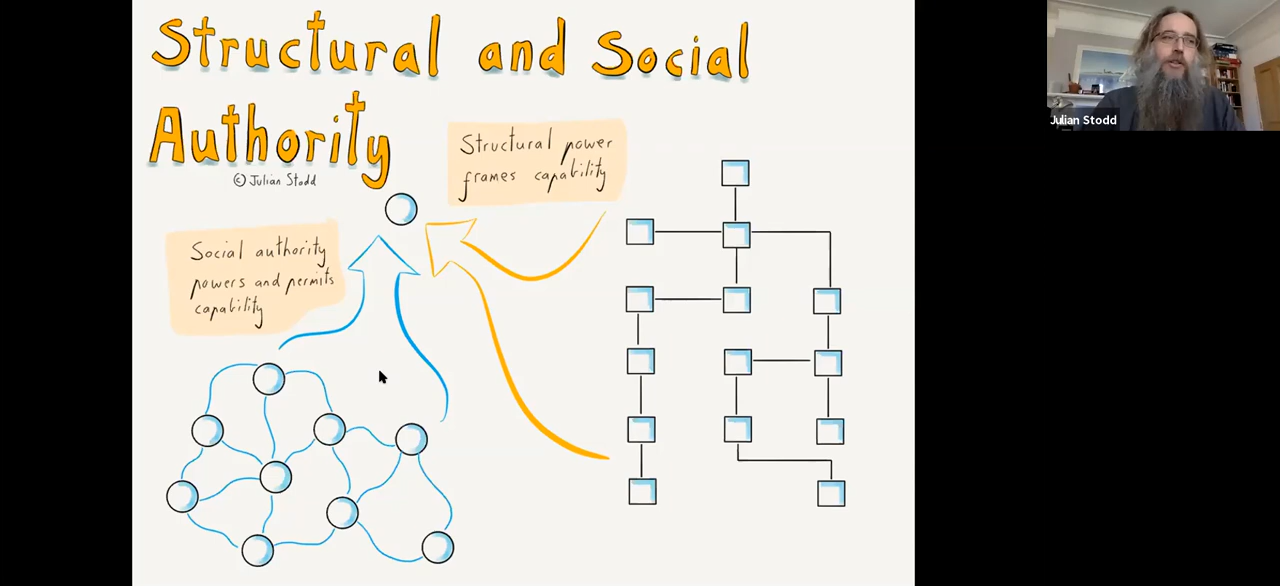 Structural and Social
Authority
© Julian Stodd
Structural power
frames capability
Social authority
powers and permits
capability
Julian Stodd